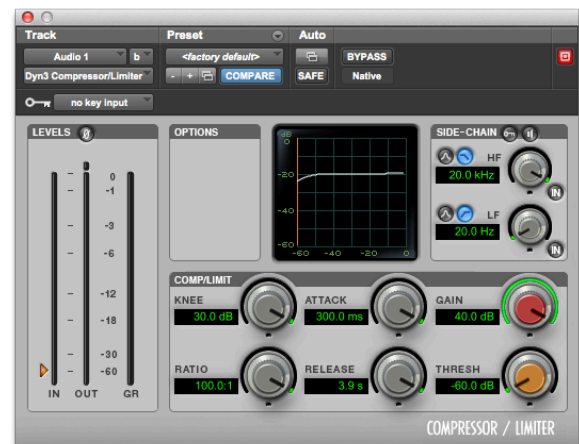 Track Preset Auto
Audio 1 b <factory default> BYPASS
Dyn3 Compressor/Limiter - + COMPARE SAFE Native
no key input
LEVELS Ø OPTIONS SIDE-CHAIN
dB
0
-20
-40
-60
-60 -40 -20 0
HF
20.0 kHz
IN
LF
20.0 Hz
IN
0
-1
-3
-6
-12
-18
-30
-60
IN OUT GR
COMP/LIMIT
KNEE ATTACK GAIN
30.0 dB 300.0 ms 40.0 dB
RATIO RELEASE THRESH
100.0:1 3.9 s -60.0 dB
COMPRESSOR / LIMITER